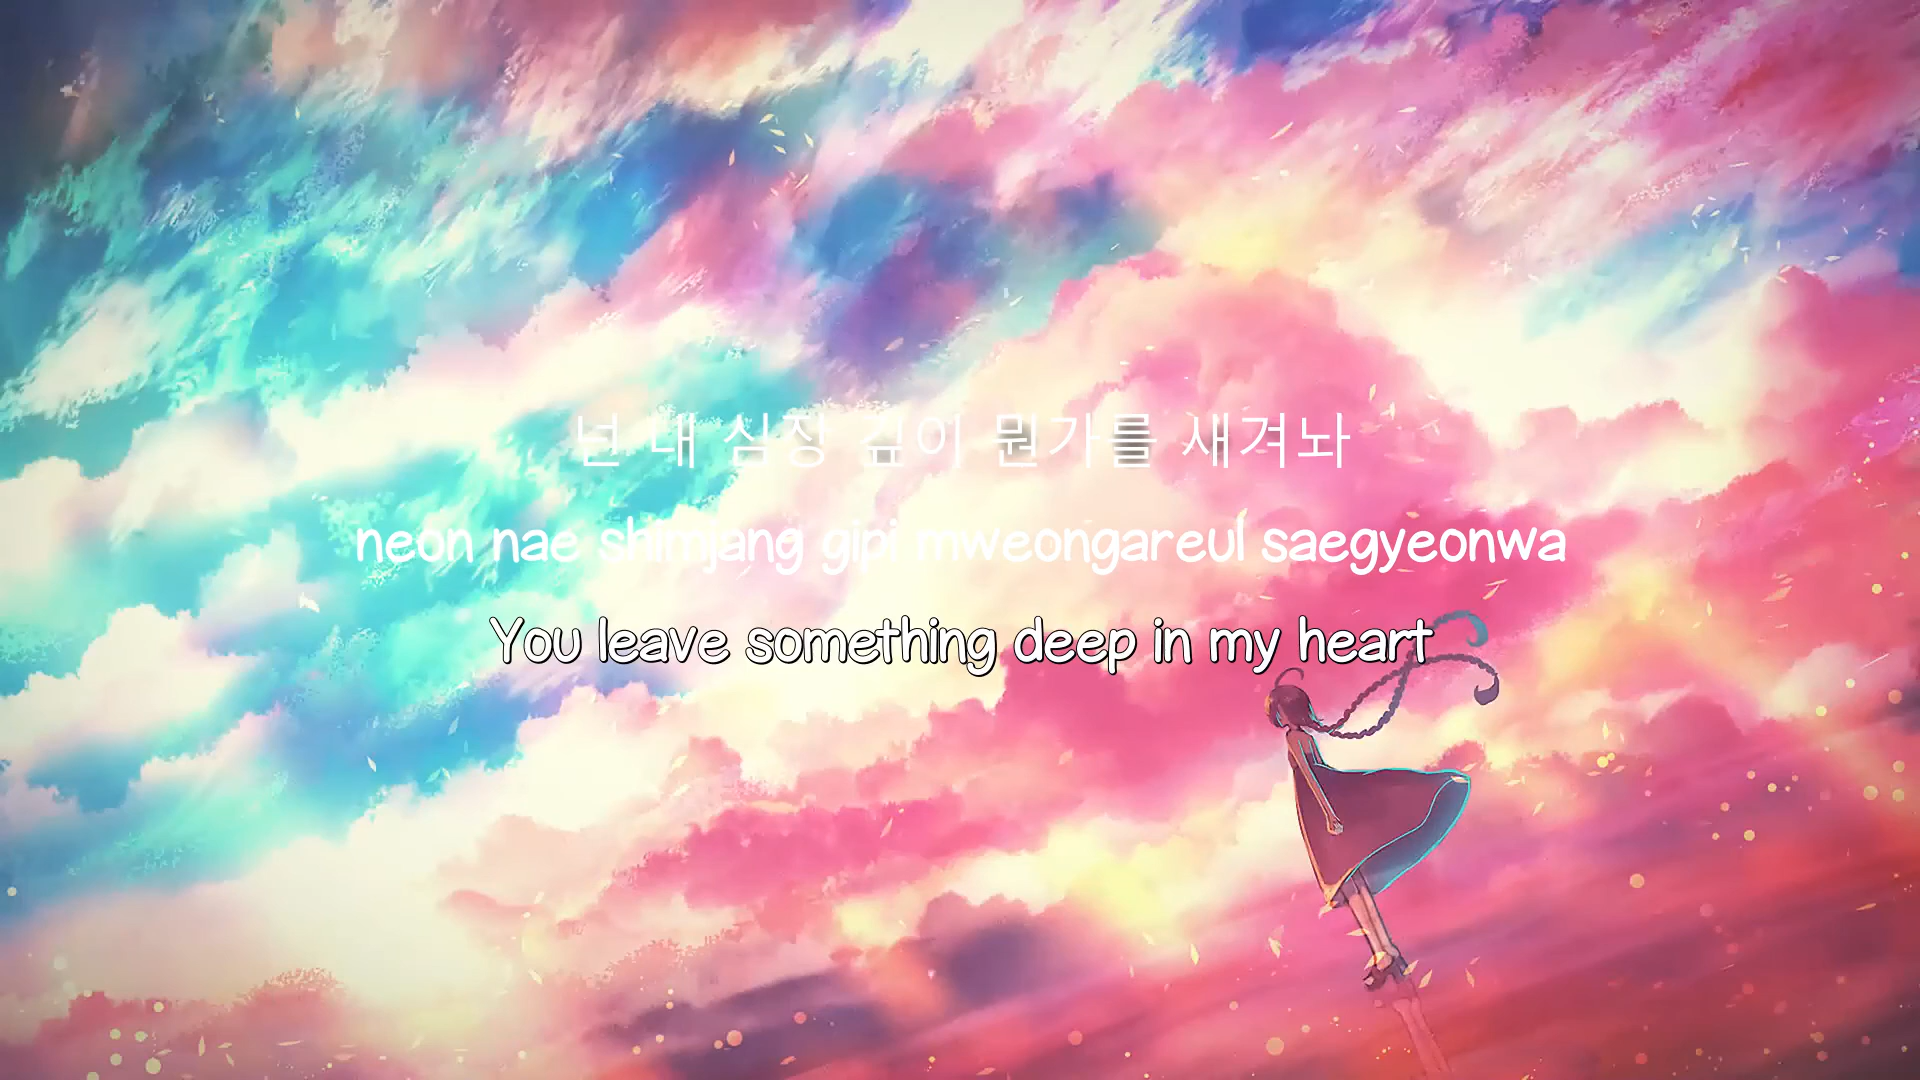 넌 내 심장 깊이 뭔가를 새겨놔
neon nae shimjang gipi mweongareul saegyeonwa
You leave something deep in my heart